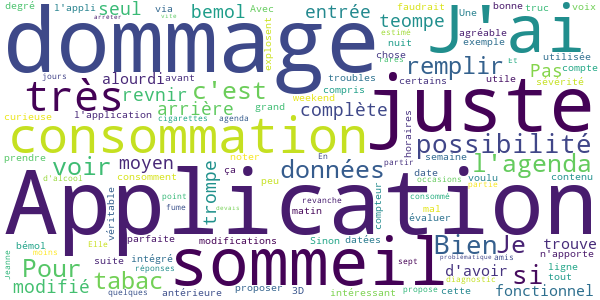 degré l'appli via Avec Une bonne truc voix
seul bemol entrée faudrait
arrêter vite teompe agréable Et
dommage explosent estimé J'ai
nuit exemple utilisée
rares chose Pas compte
jours alourdi avant troubles remplir certains utile sévérité
très c'est compris juste
revnir weekend
l'application arrière grand complète
curieuse cigarettes agenda horaires
consommation noter possibilité
prendre En partir semaine
voir moyen données l'agenda
d'alcool consomment ça peu date voulu contenu
trompe occasions partie
Application
véritable point revanche compteur consommé mal
fume devais matin évaluer
bémol parfaite modifications Sinon datées Bien Je trouve
Elle moins sommeil n'apporte
Pour suite intégré sept problématique amis
Jeanne réponses d'avoir si ligne
tabac diagnostic tout
modifié proposer 3D propose cette fonctionnel
quelques antérieure intéressant